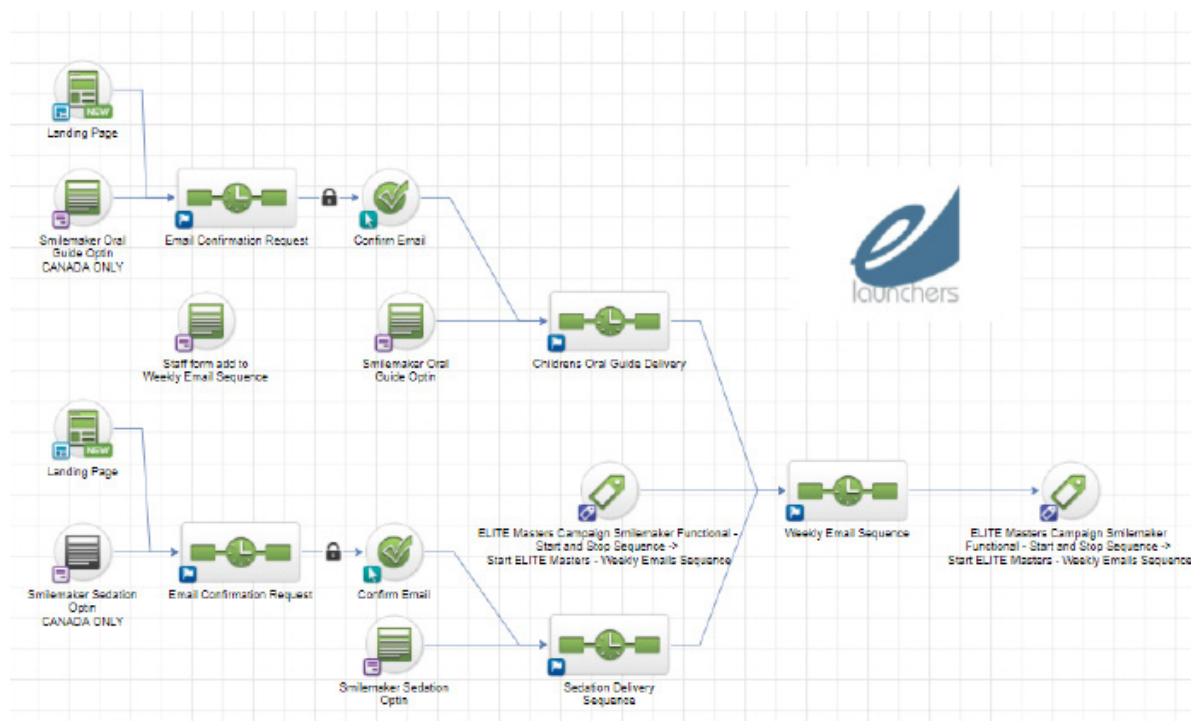 NEW
Landing Page
Smilemaker Oral
Guide Optin
CANADA ONLY
Email Confirmation Request
Confirm Email
launchers
Staff form add to
Weekly Email Sequence
Smilemaker Oral
Guide Optin
Childrens Oral Guide Delivery
NEW
Landing Page
ELITE Masters Campaign Smilemaker Functional -
Start and Stop Sequence ->
Start ELITE Masters - Weekly Emails Sequence
Weekly Email Sequence
ELITE Masters Campaign Smilemaker
Functional - Start and Stop Sequence ->
Start ELITE Masters - Weekly Emails Sequence
Smilemaker Sedation
Optin
CANADA ONLY
Email Confirmation Request
Confirm Email
Smilemaker Sedation
Optin
Sedation Delivery
Sequence